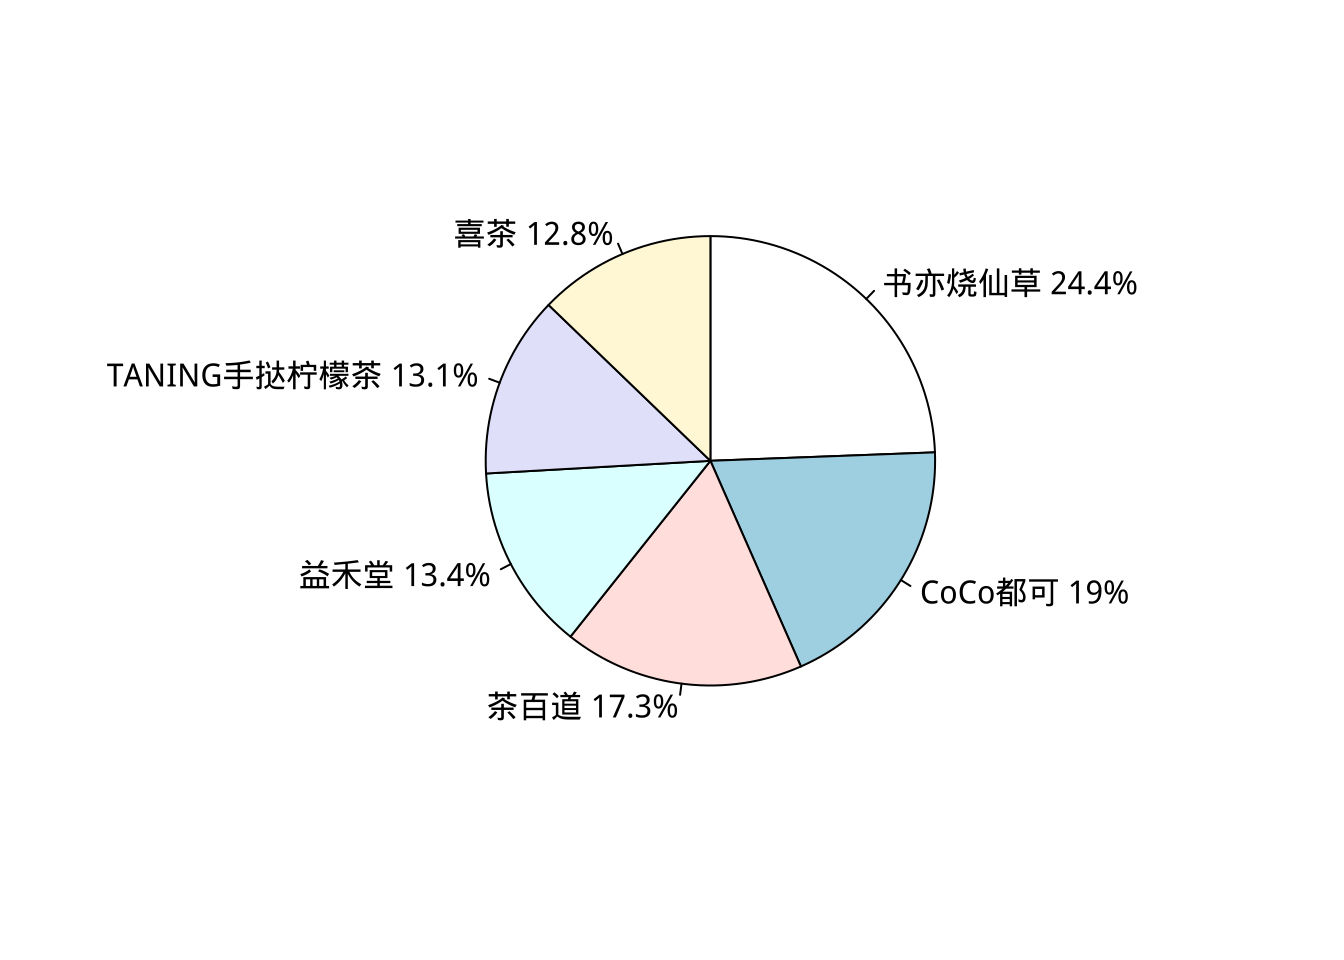 喜茶 12.8%
书亦烧仙草 24.4%
TANING手挞柠檬茶 13.1%
益禾堂 13.4%
CoCo都可 19%
茶百道 17.3%